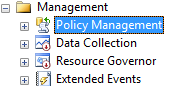 Management
Policy Management
Data Collection
Resource Governor
Extended Events